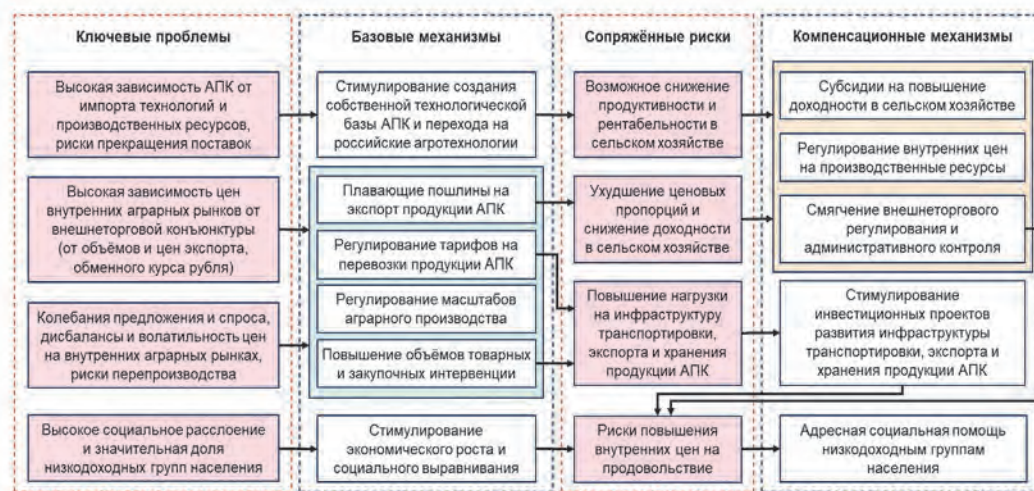 Ключевые проблемы
Высокая зависимость АПК от
импорта технологий и
производственных ресурсов,
риски прекращения поставок
Высокая зависимость цен
внутренних аграрных рынков от
внешнеторговой конъюнктуры
(от объёмов и цен экспорта,
обменного курса рубля)
Колебания предложения и спроса,
дисбалансы и волатильность цен
на внутренних аграрных рынках,
риски перепроизводства
Высокое социальное расслоение
и значительная доля
низкодоходных групп населения
Базовые механизмы
Стимулирование создания
собственной технологической
базы АПК и перехода на
российские агротехнологии
Плавающие пошлины на
экспорт продукции АПК
Регулирование тарифов на
перевозки продукции АПК
Регулирование масштабов
аграрного производства
Повышение объёмов товарных
и закупочных интервенции
Стимулирование
экономического роста и
социального выравнивания
Сопряжённые риски
Возможное снижение
продуктивности и
рентабельности в
сельском хозяйстве
Ухудшение ценовых
пропорций и
снижение доходности
в сельском хозяйстве
Повышение нагрузки
на инфраструктуру
транспортировки,
экспорта и хранения
продукции АПК
Риски повышения
внутренних цен на
продовольствие
Компенсационные механизмы
Субсидии на повышение
доходности в сельском хозяйстве
Регулирование внутренних цен
на производственные ресурсы
Смягчение внешнеторгового
регулирования и
административного контроля
Стимулирование
инвестиционных проектов
развития инфраструктуры
транспортировки, экспорта и
хранения продукции АПК
Адресная социальная помощь
низкодоходным группам
населения